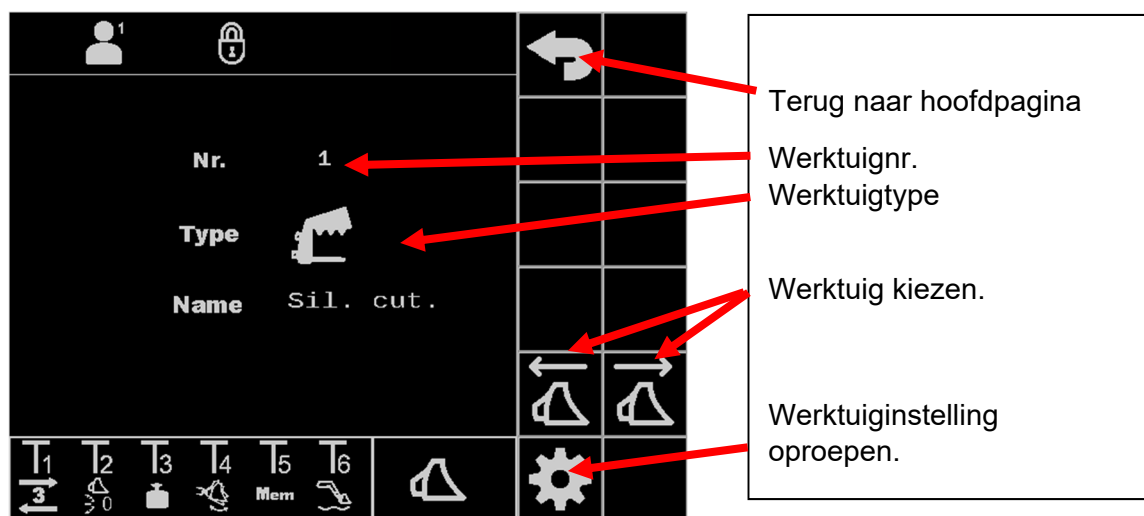 1
Terug naar hoofdpagina
Nr. 1
Werktuignr.
Type
Werktuigtype
Name Sil. cut.
Werktuig kiezen.
Werktuiginstelling
oproepen.
T1 T2 T3 T4 T5 T6
3 0 Mem